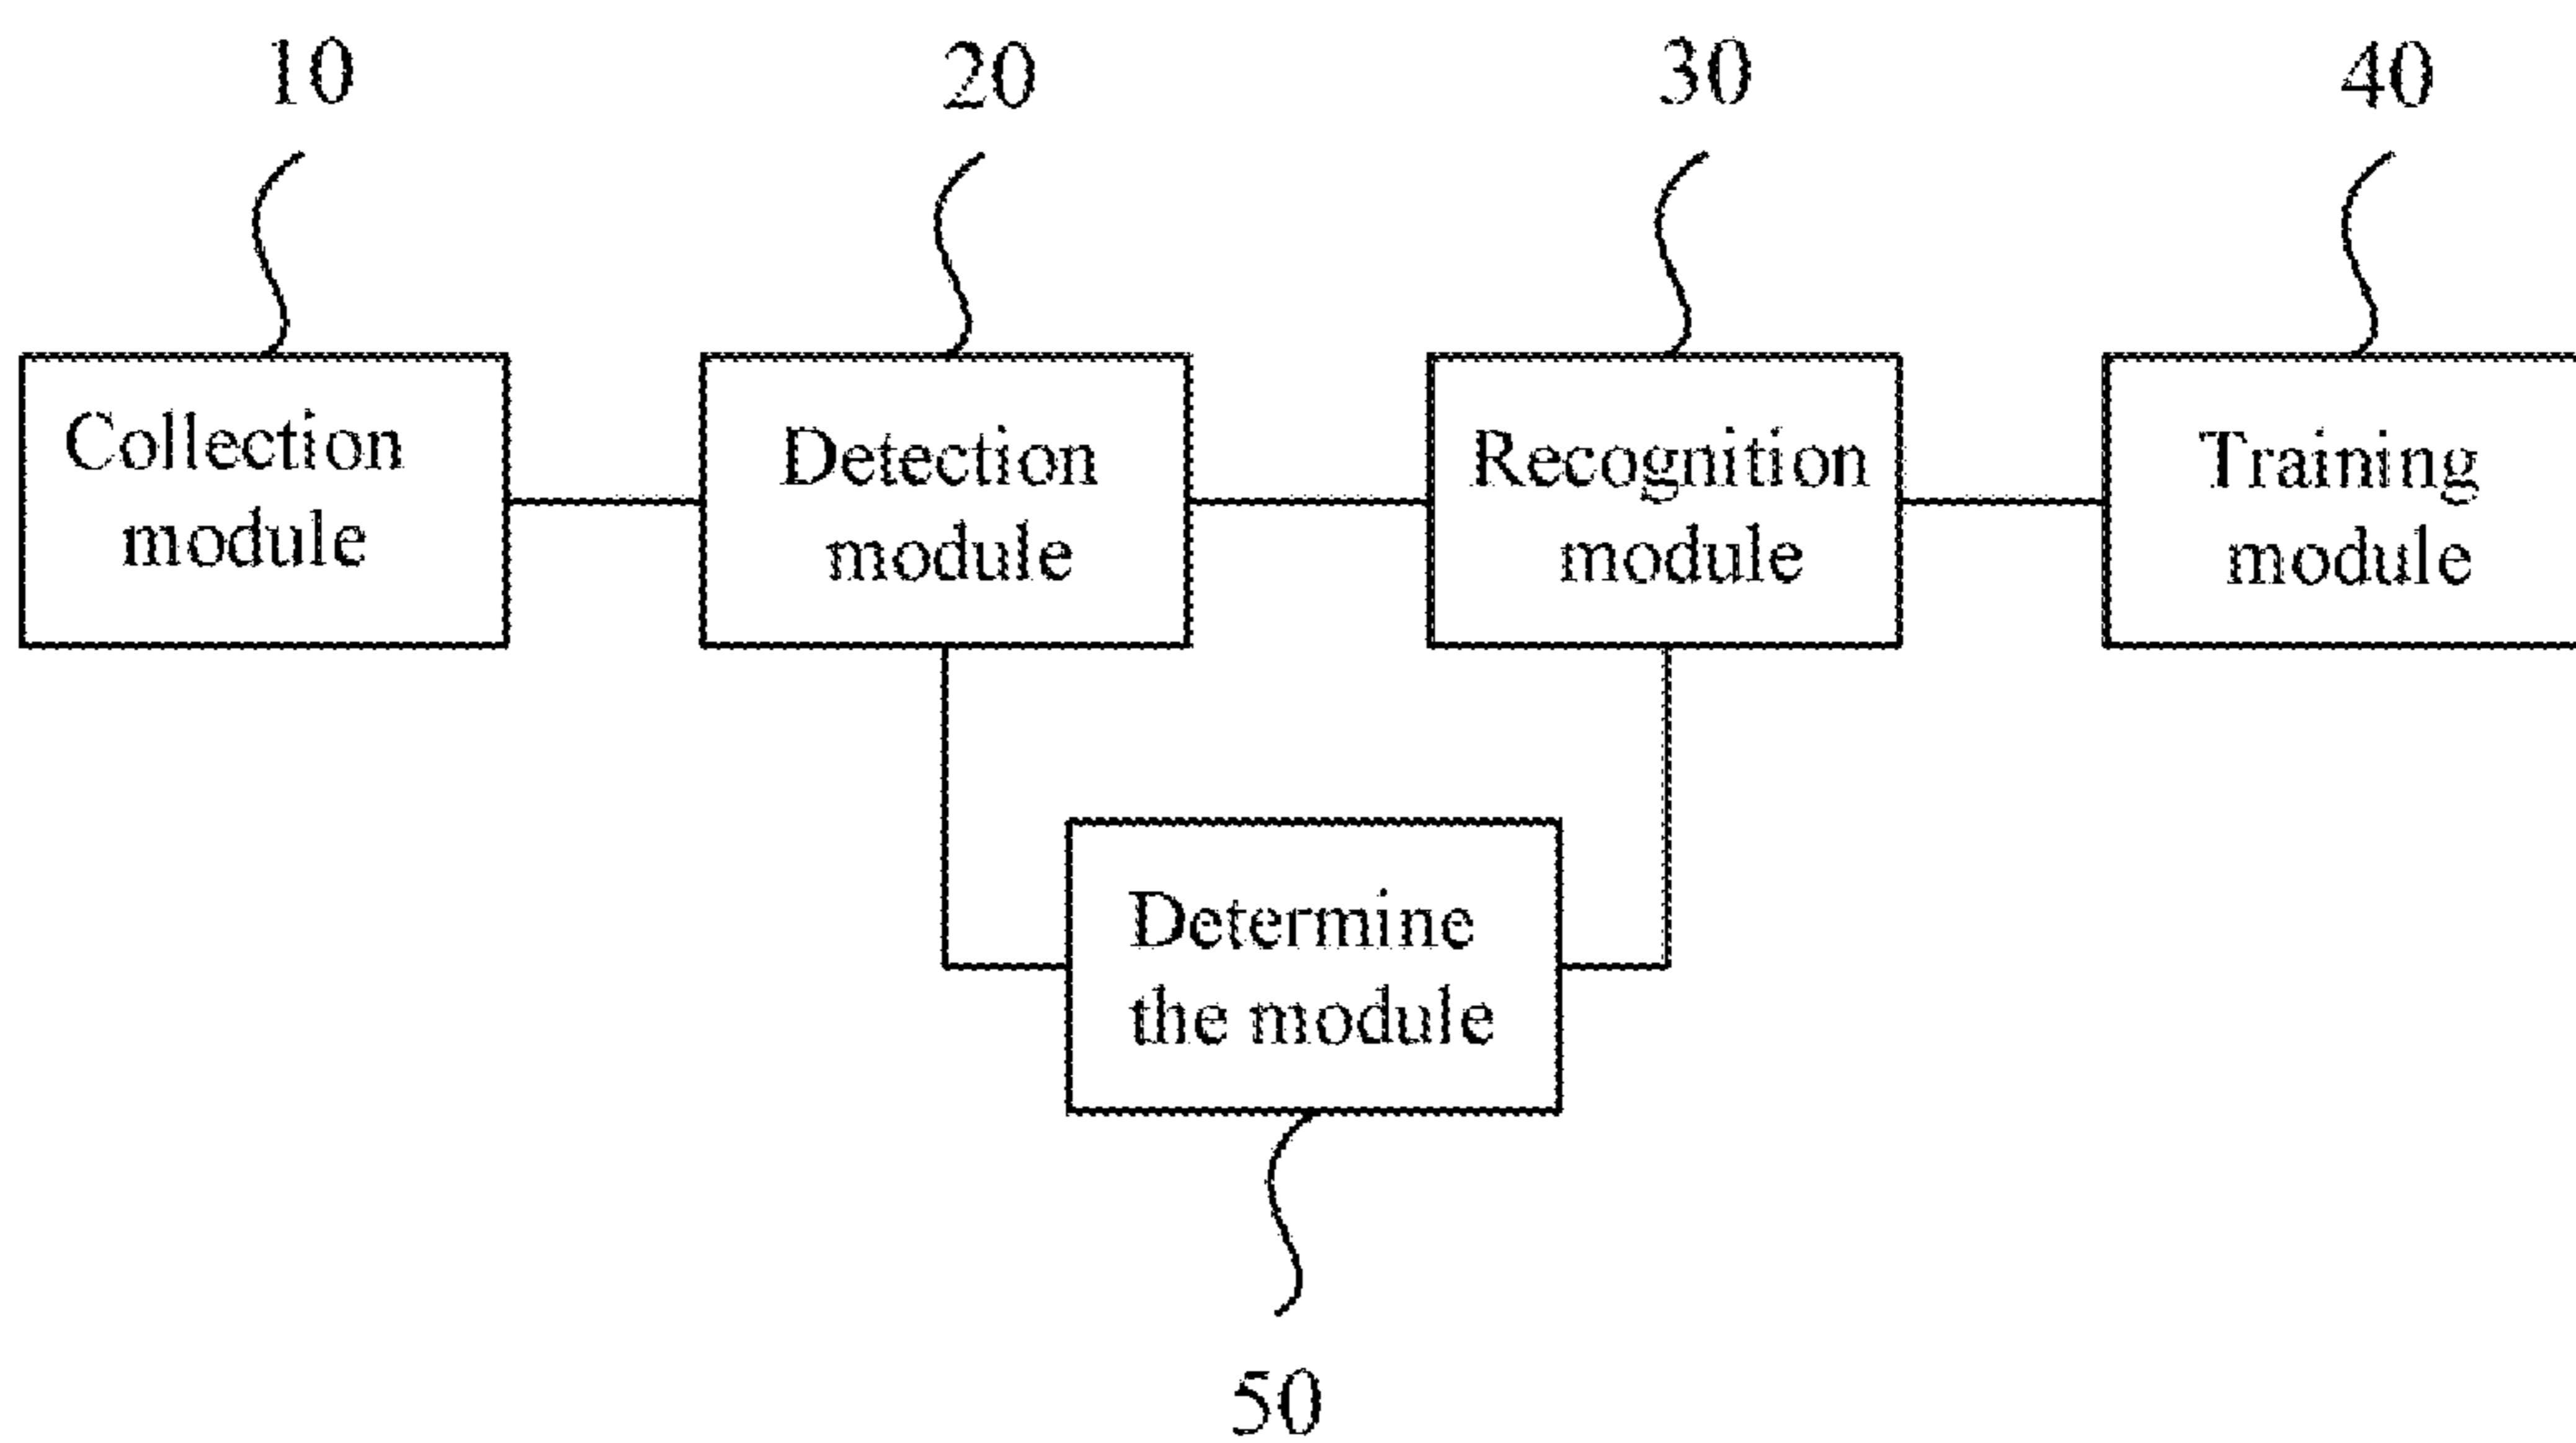 10
20
30
40
Collection
module
Detection
module
Recognition
module
Training
module
Determine
the module
50